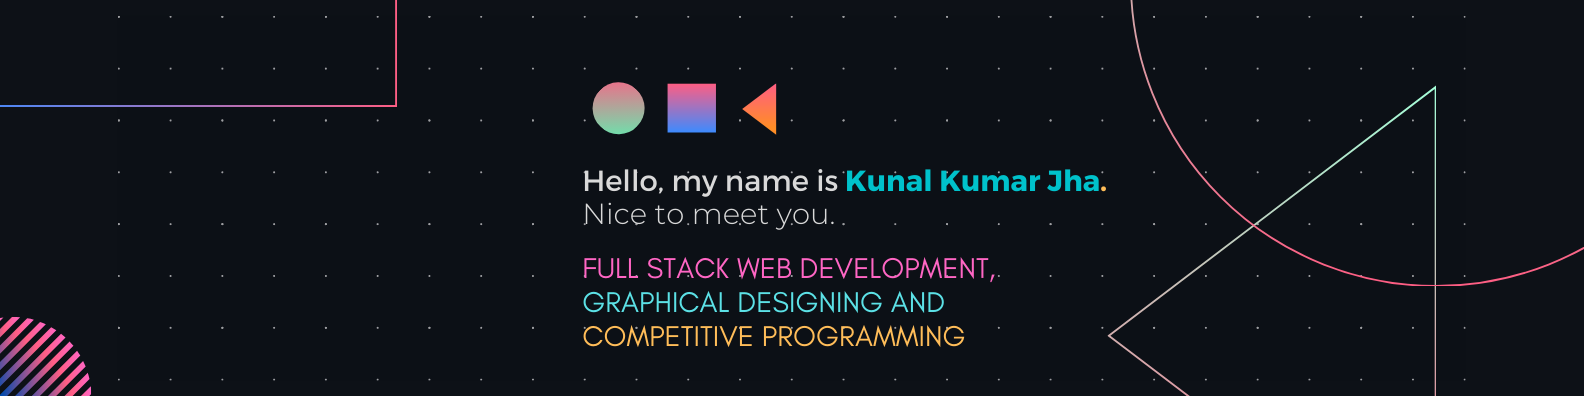 Hello, my name is Kunal Kumar Jha.
Nice to meet you.
FULL STACK WEB DEVELOPMENT,
GRAPHICAL DESIGNING AND
COMPETITIVE PROGRAMMING